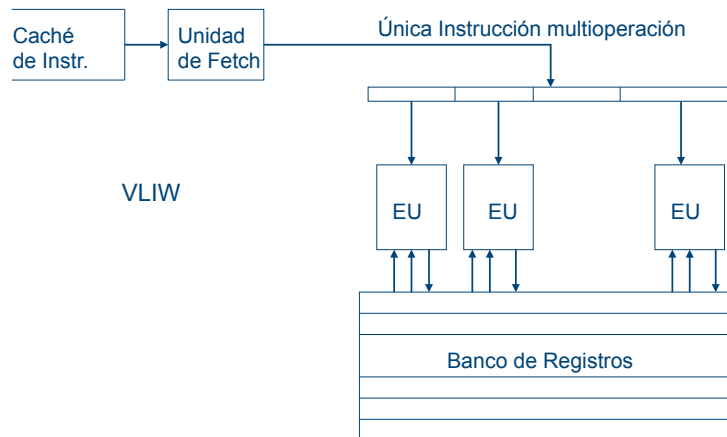 Caché
de Instr.
Unidad
de Fetch
Única Instrucción multioperación
VLIW
EU
EU
EU
Banco de Registros